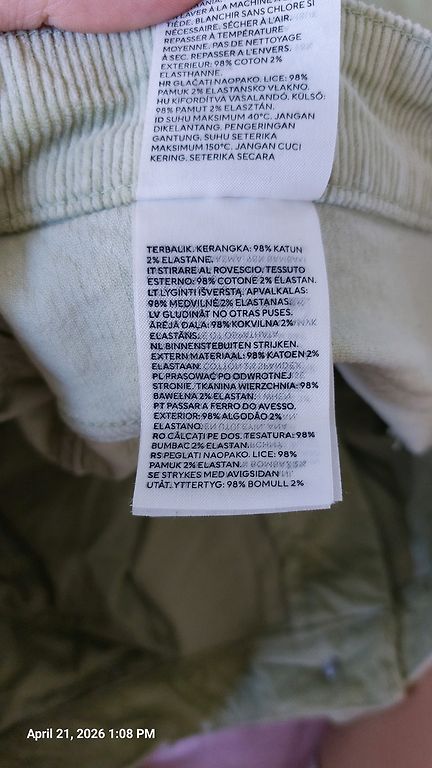 LAVER À LA MACHINE
TIÈDE. BLANCHIR SANS CHLORE SI
NÉCESSAIRE. SÉCHER À L'AIR.
REPASSER À TEMPÉRATURE
MOYENNE. PAS DE NETTOYAGE
À SEC. REPASSER A L'ENVERS.
EXTERIEUR: 98% COTON 2%
ELASTHANNE.
HR GLAČATI NAOPAKO. LICE: 98%
PAMUK 2% ELASTANSKO VLAKNO.
HU KIFORDÍTVA VASALANDÓ. KÜLSŐ:
98% PAMUT 2% ELASZTÁN.
ID SUHU MAKSIMUM 40°C. JANGAN
DIKELANTANG. PENGERINGAN
GANTUNG. SUHU SETERIKA
MAKSIMUM 150°C. JANGAN CUCI
KERING. SETERIKA SECARA
TERBALIK. KERANGKA: 98% KATUN
2% ELASTANE.
IT STIRARE AL ROVESCIO. TESSUTO
ESTERNO: 98% COTONE 2% ELASTAN.
LT LYGINTI IŠVERSTĄ. APVALKALAS:
98% MEDVILNĖ 2% ELASTANAS.
LV GLUDINĀT NO OTRAS PUSES.
ĀRĒJĀ DAĻA: 98% KOKVILNA 2%
ELASTĀNS.
NL BINNENSTEBUITEN STRIJKEN.
EXTERN MATERIAAL: 98% KATOEN 2%
ELASTAAN.
PL PRASOWAĆ PO ODWROTNEJ
STRONIE. TKANINA WIERZCHNIA: 98%
BAWEŁNA 2% ELASTAN.
PT PASSAR A FERRO DO AVESSO.
EXTERIOR: 98% ALGODÃO 2%
ELASTANO.
RO CĂLCAȚI PE DOS. TESATURA: 98%
BUMBAC 2% ELASTAN.
RS PEGLATI NAOPAKO. LICE: 98%
PAMUK 2% ELASTAN.
SE STRYKES MED AVIGSIDAN
UTÅT. YTTERTYG: 98% BOMULL 2%
April 21, 2026 1:08 PM